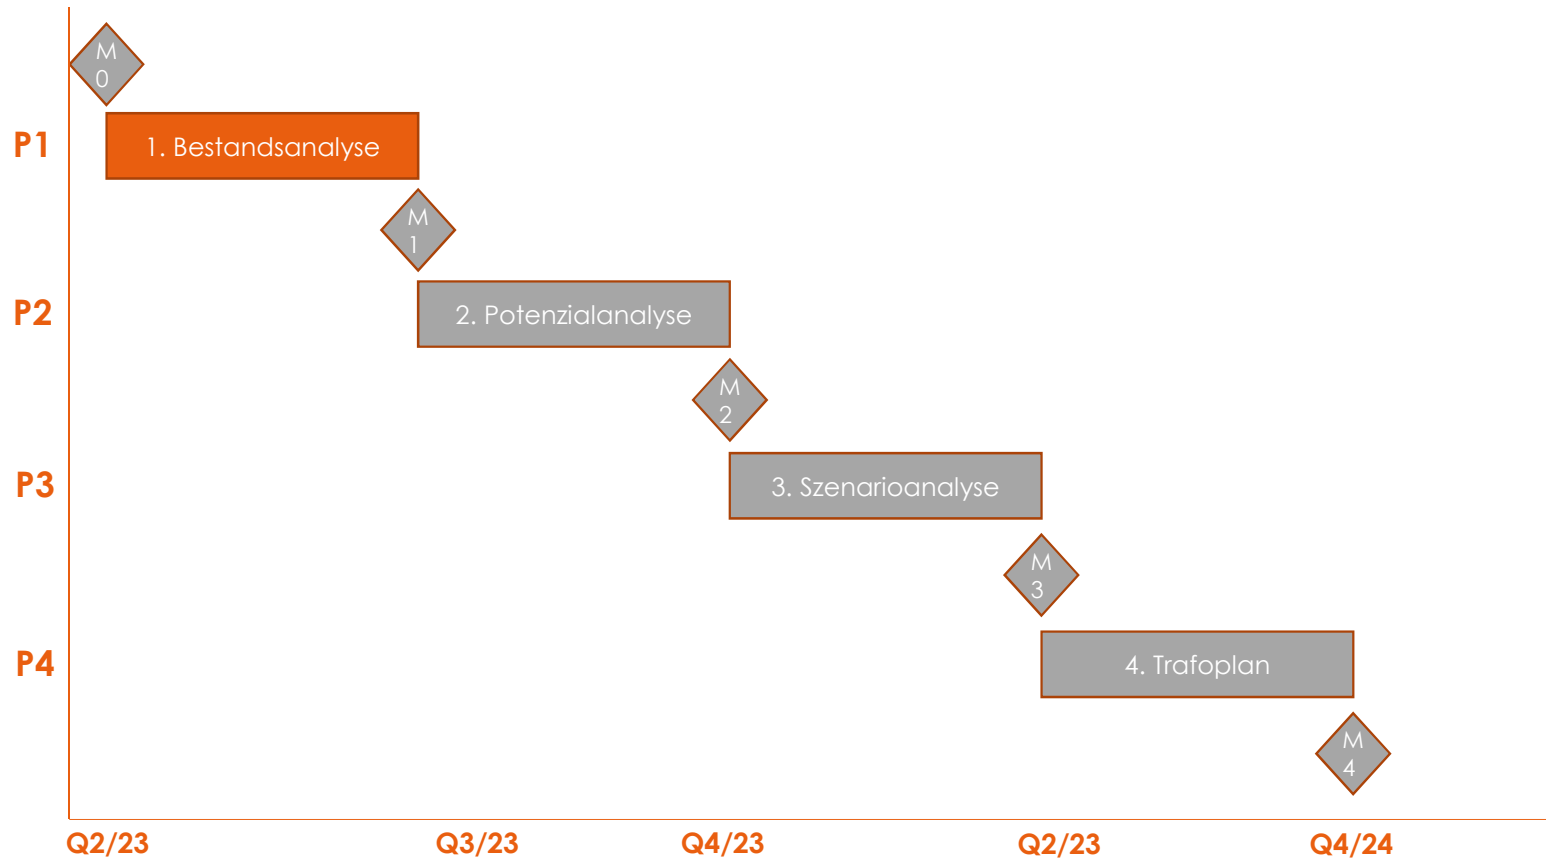 M
0
P1
1. Bestandsanalyse
M
1
P2
2. Potenzialanalyse
M
2
P3
3. Szenarioanalyse
M
3
P4
4. Trafoplan
M
4
Q2/23 Q3/23 Q4/23 Q2/23 Q4/24